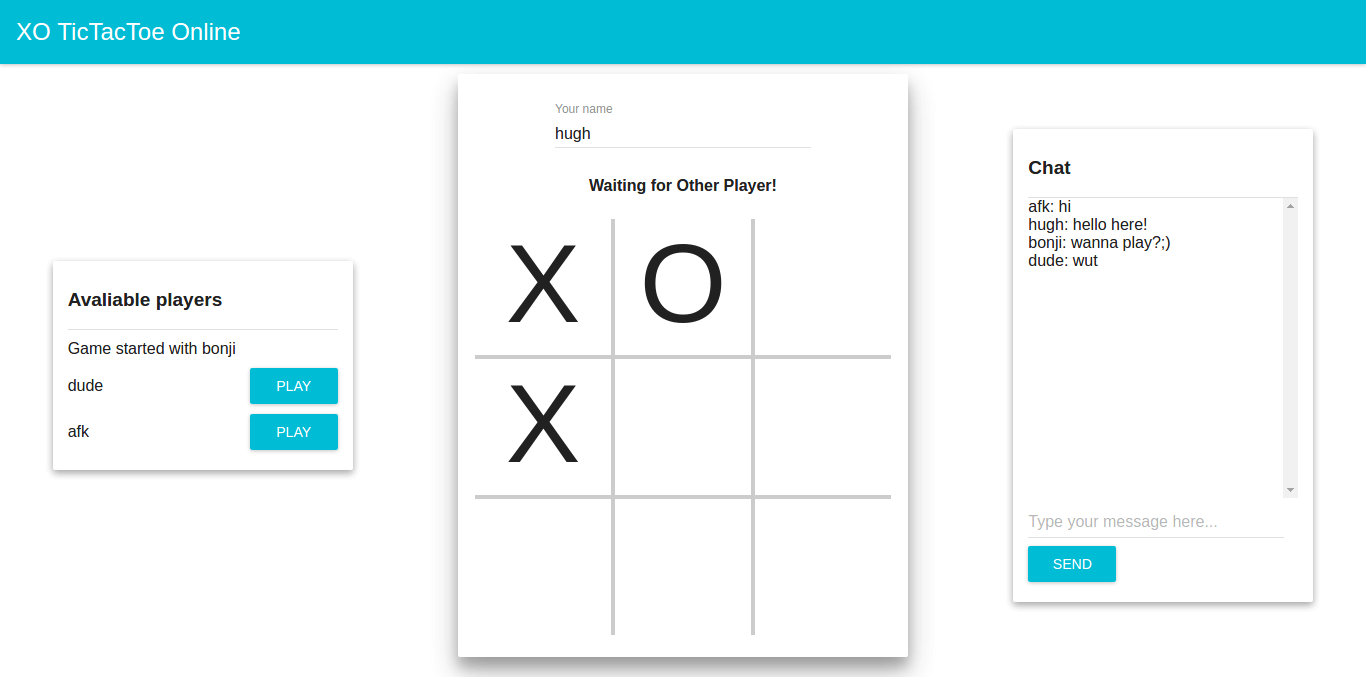 XO TicTacToe Online
Avaliable players
Game started with bonji
dude
PLAY
afk
PLAY
Your name
hugh
Waiting for Other Player!
X O
X
Chat
afk: hi
hugh: hello here!
bonji: wanna play?;)
dude: wut
Type your message here...
SEND